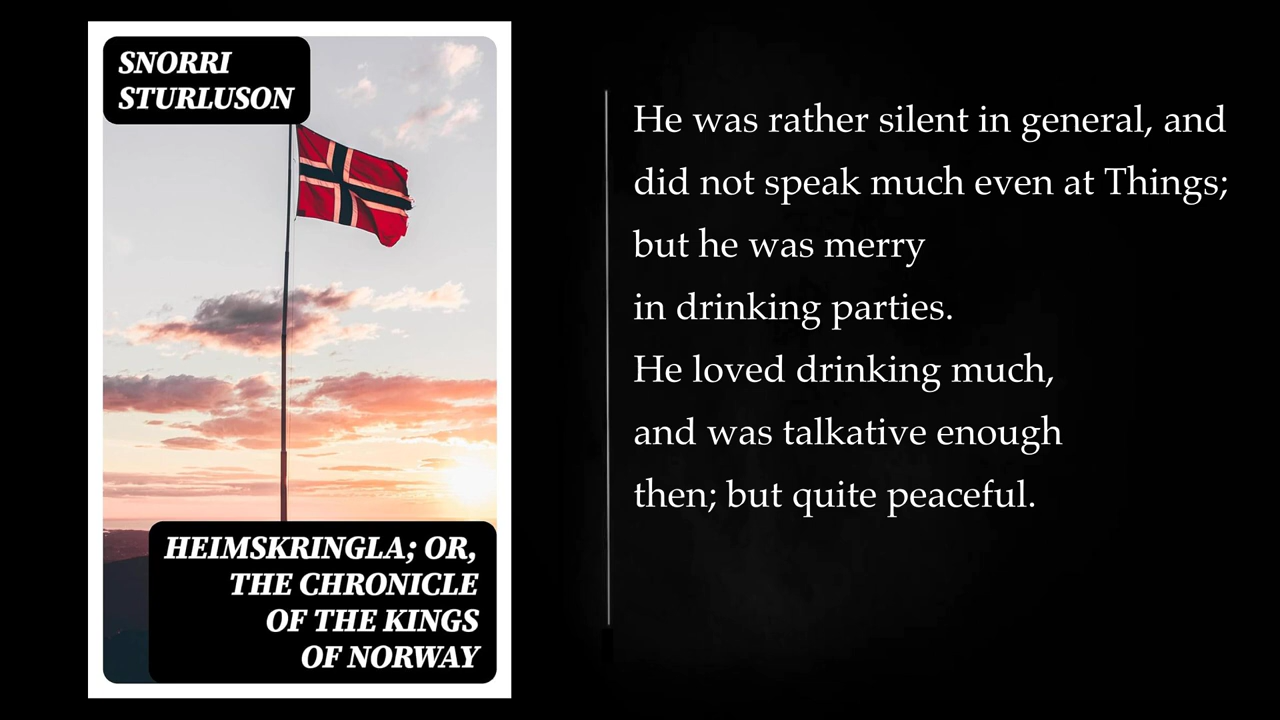 SNORRI
STURLUSON
HEIMSKRINGLA; OR,
THE CHRONICLE
OF THE KINGS
OF NORWAY
He was rather silent in general, and
did not speak much even at Things;
but he was merry
in drinking parties.
He loved drinking much,
and was talkative enough
then; but quite peaceful.